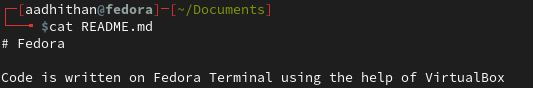 ┌─[aadhithan@fedora]─[~/Documents]
└──╼ $cat README.md
# Fedora

Code is written on Fedora Terminal using the help of VirtualBox